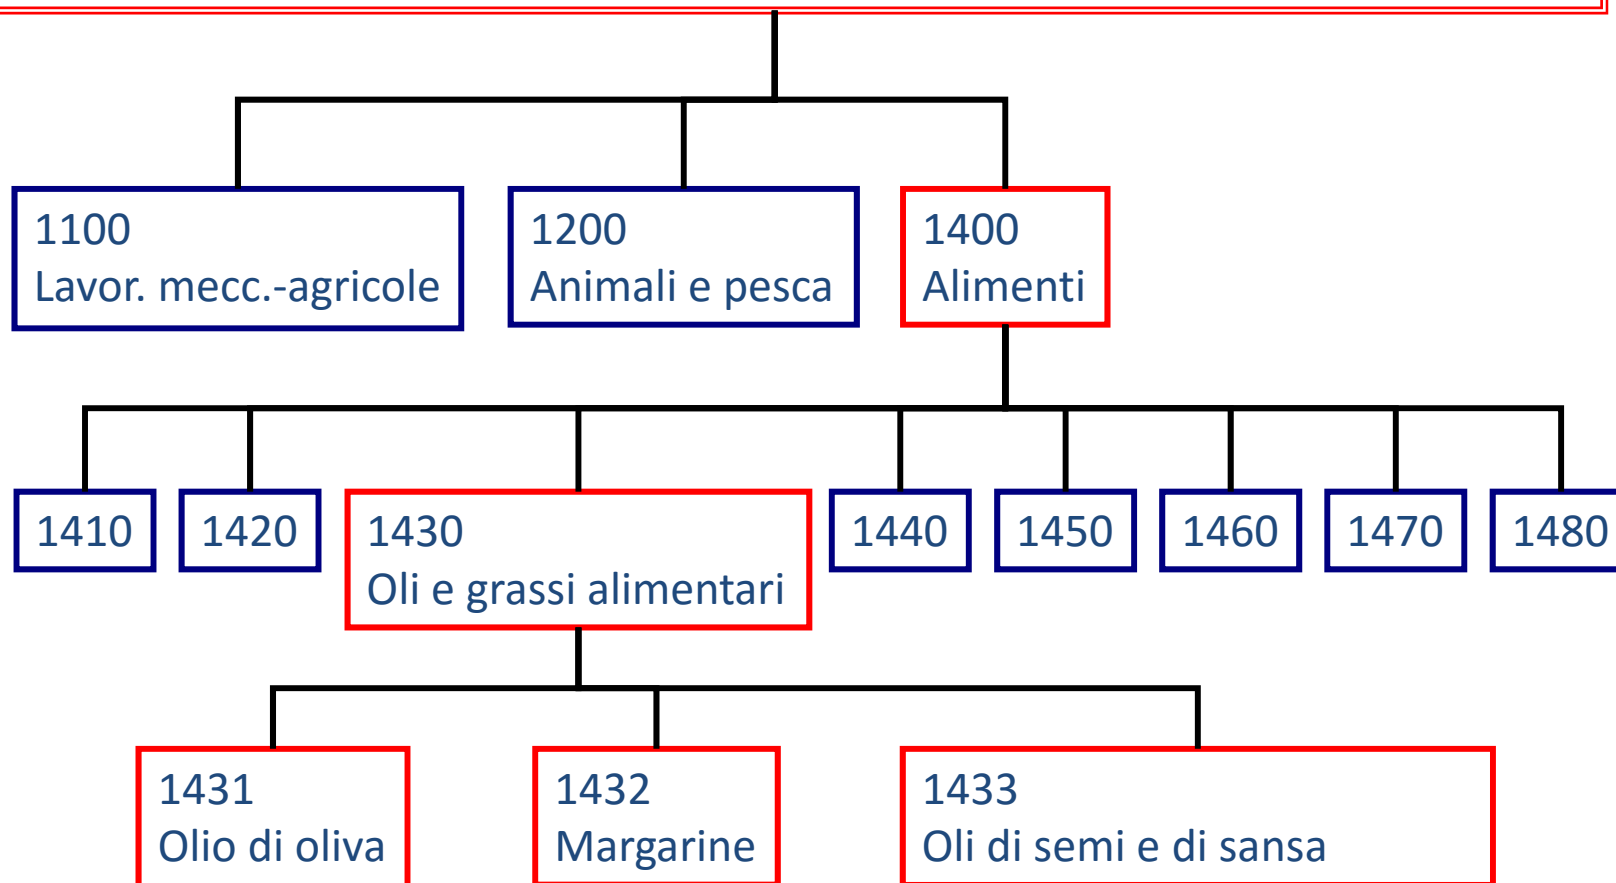 1100
Lavor. mecc.-agricole
1200
Animali e pesca
1400
Alimenti
1410
1420
1430
Oli e grassi alimentari
1440
1450
1460
1470
1480
1431
Olio di oliva
1432
Margarine
1433
Oli di semi e di sansa